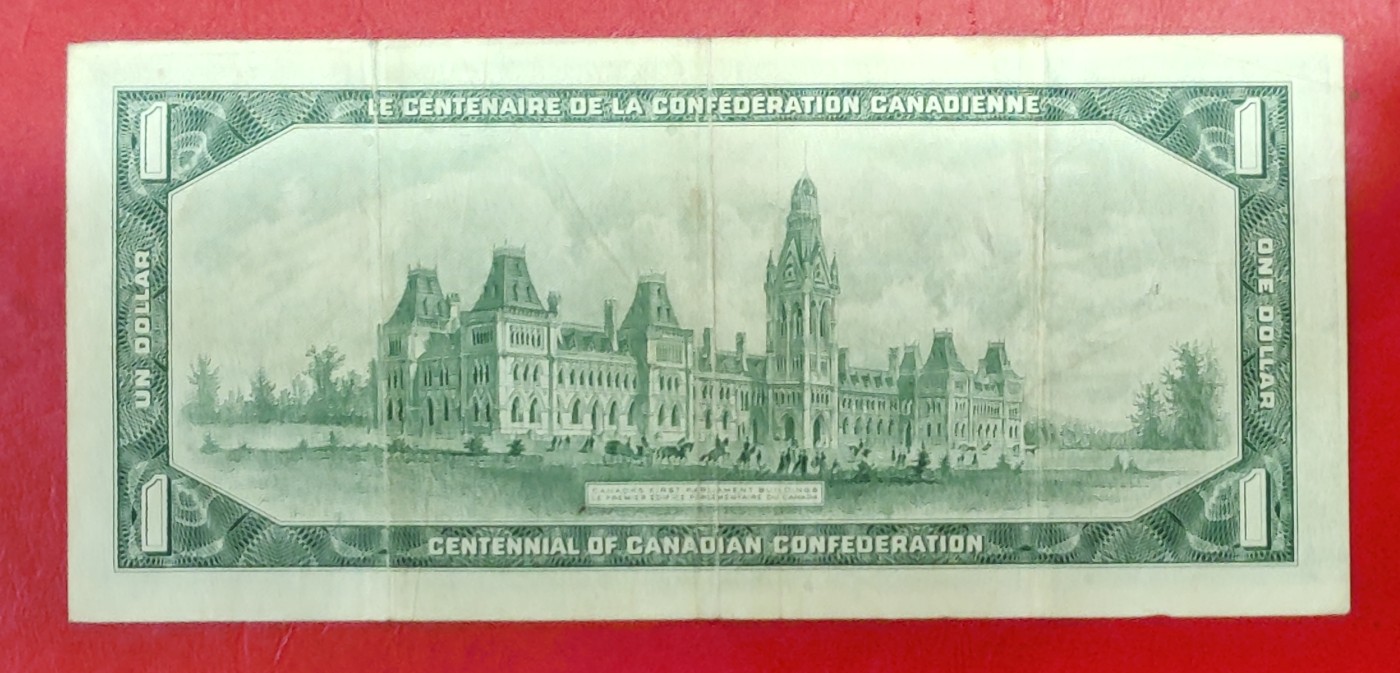 1
LE CENTENAIRE DE LA CONFÉDÉRATION CANADIENNE
1
UN DOLLAR
ONE DOLLAR
CANADA'S FIRST PARLIAMENT BUILDINGS
LE PREMIER ÉDIFICE PARLEMENTAIRE DU CANADA
1
CENTENNIAL OF CANADIAN CONFEDERATION
1